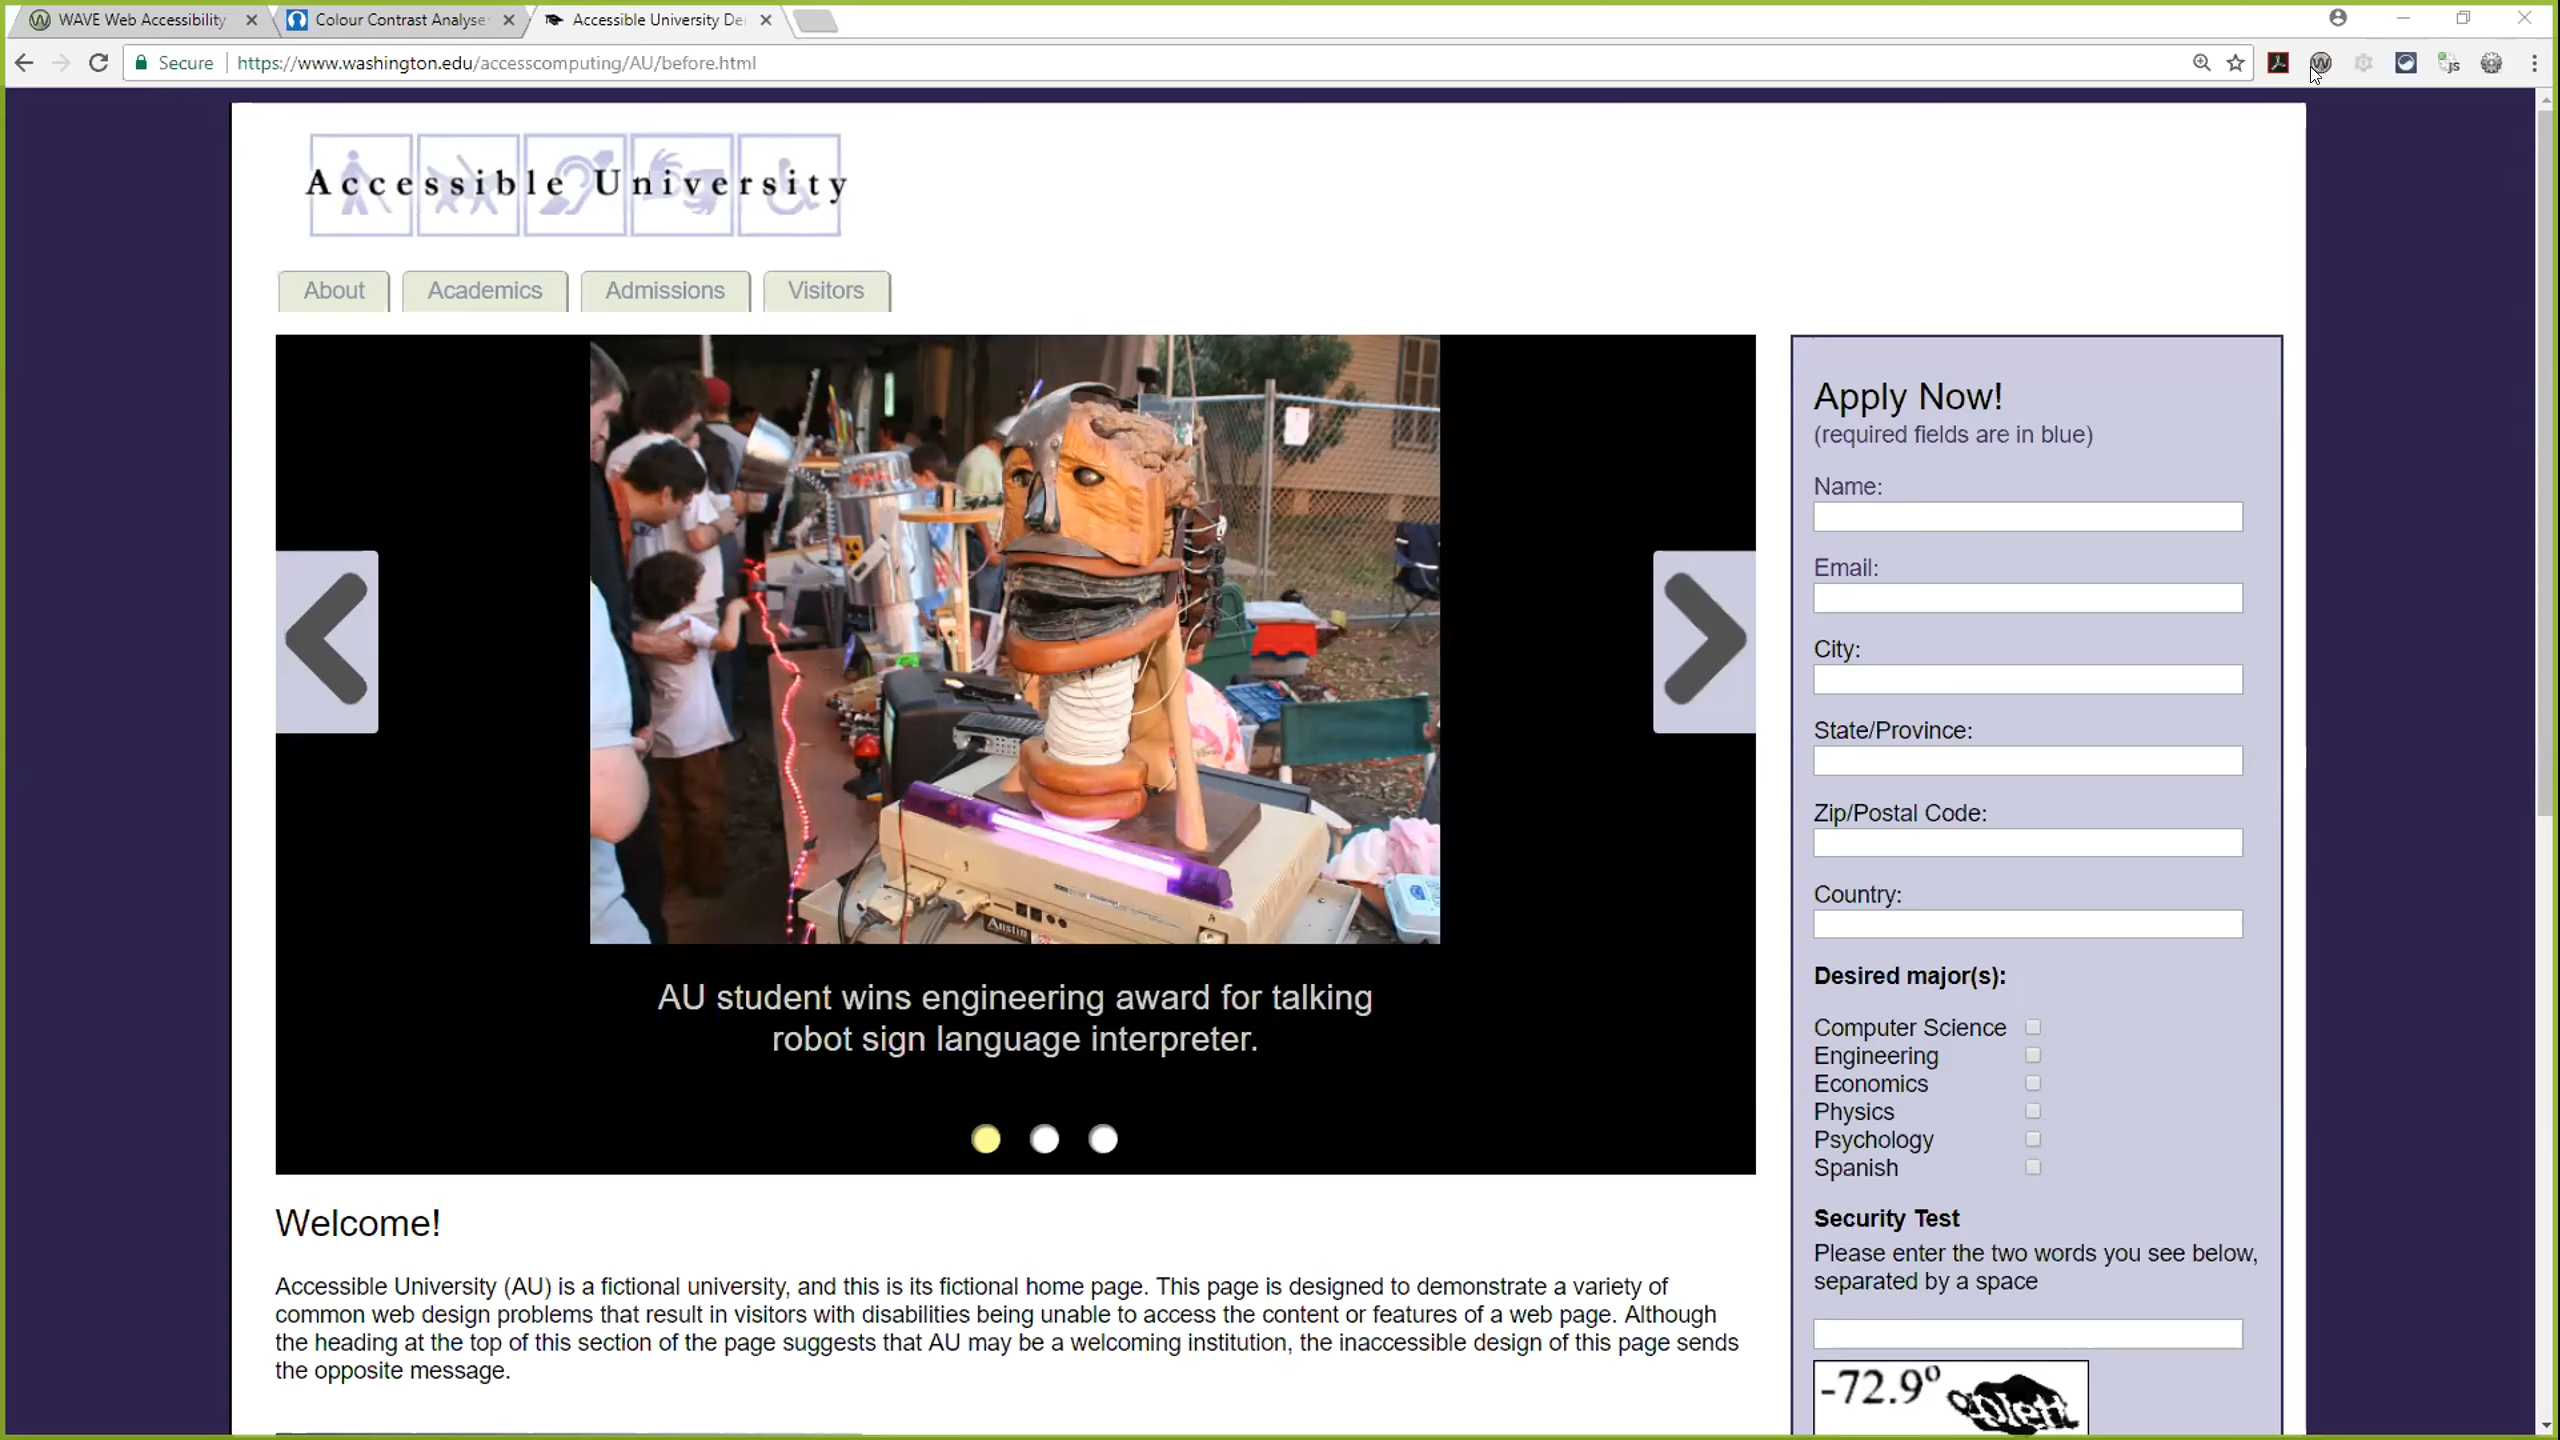 WAVE Web Accessibility
Colour Contrast Analyse
Accessible University De
Secure
https://www.washington.edu/accesscomputing/AU/before.html
Accessible University
About
Academics
Admissions
Visitors
Austin
AU student wins engineering award for talking
robot sign language interpreter.
Welcome!
Accessible University (AU) is a fictional university, and this is its fictional home page. This page is designed to demonstrate a variety of
common web design problems that result in visitors with disabilities being unable to access the content or features of a web page. Although
the heading at the top of this section of the page suggests that AU may be a welcoming institution, the inaccessible design of this page sends
the opposite message.
Apply Now!
(required fields are in blue)
Name:
Email:
City:
State/Province:
Zip/Postal Code:
Country:
Desired major(s):
Computer Science
Engineering
Economics
Physics
Psychology
Spanish
Security Test
Please enter the two words you see below,
separated by a space
-72.9º